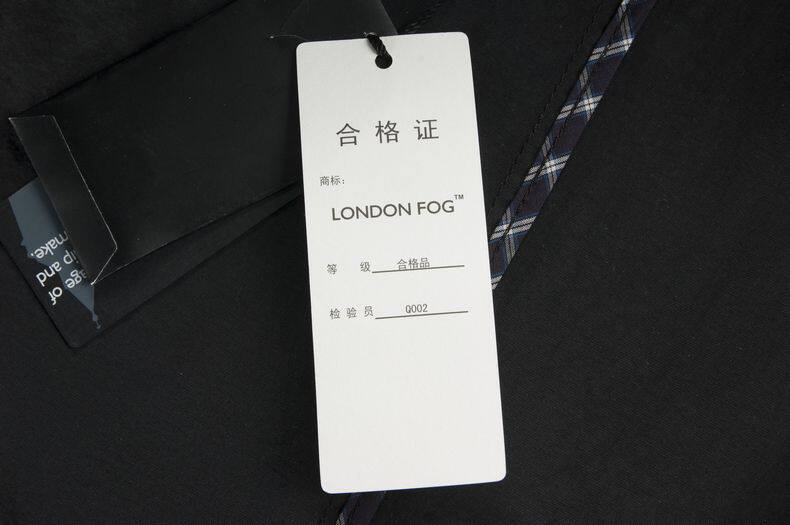 合格证
商标：
LONDON FOG™
等 级 合格品
检 验 员 Q002
age of
ip and
make.